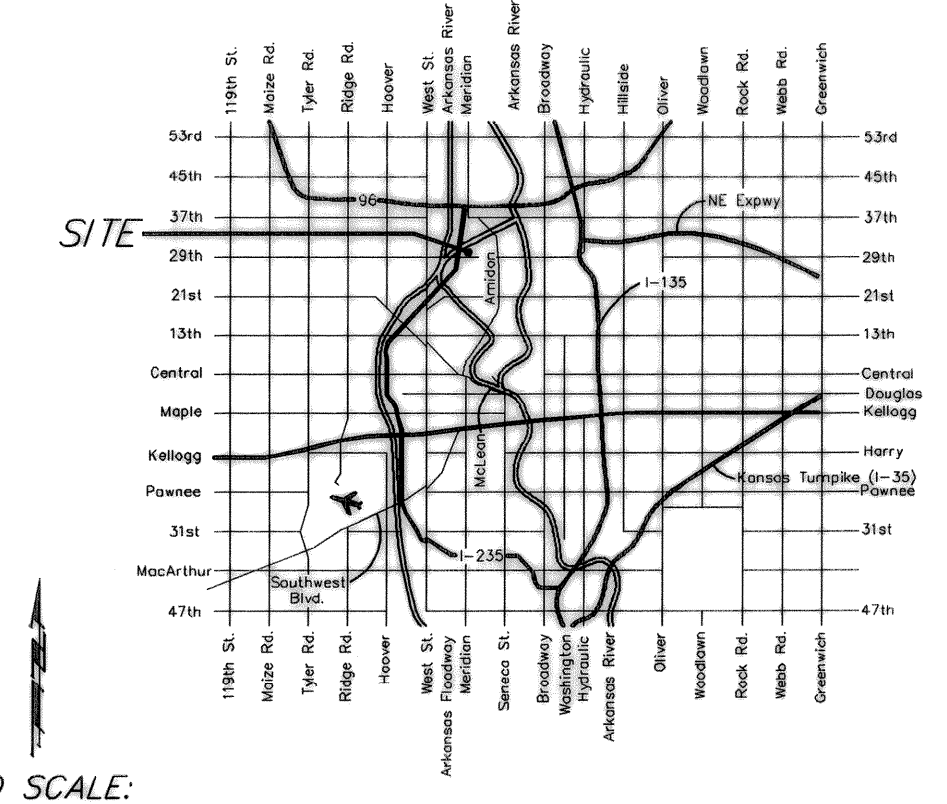 119th St.
Maize Rd.
Tyler Rd.
Ridge Rd.
Hoover
West St.
Arkansas River
Meridian
Arkansas River
Broadway
Hydraulic
Hillside
Oliver
Woodlawn
Rock Rd.
Webb Rd.
Greenwich
53rd
53rd
45th
45th
96
NE Expwy
37th
37th
SITE
29th
29th
Amidon
I-135
21st
21st
13th
13th
Central
Central
Douglas
Maple
Kellogg
McLean
Kellogg
Harry
Kansas Turnpike (I-35)
Pawnee
Pawnee
31st
31st
I-235
MacArthur
Southwest
Blvd.
47th
47th
119th St.
Maize Rd.
Tyler Rd.
Ridge Rd.
Hoover
West St.
Arkansas Floodway
Meridian
Seneca St.
Broadway
Washington
Hydraulic
Arkansas River
Oliver
Woodlawn
Rock Rd.
Webb Rd.
Greenwich
SCALE: